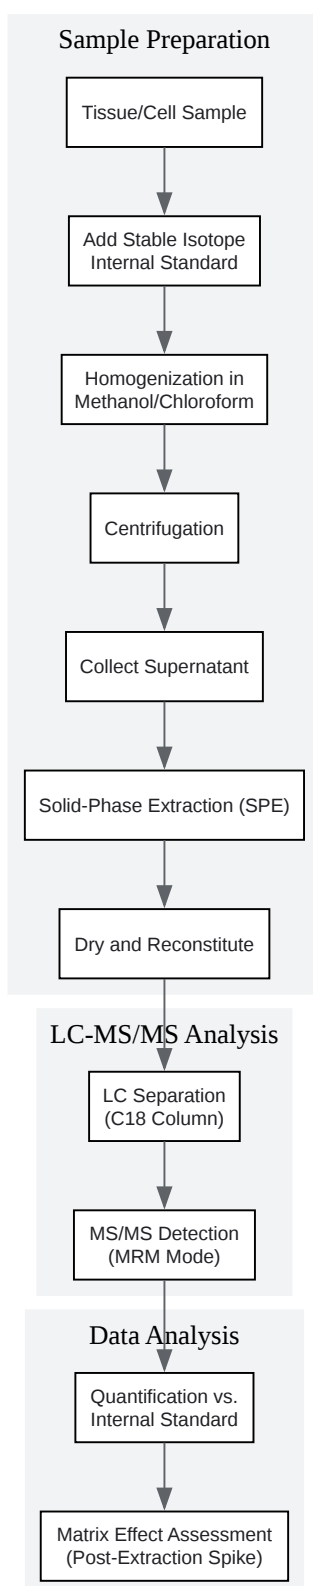 Sample Preparation
Tissue/Cell Sample
Add Stable Isotope
Internal Standard
Homogenization in
Methanol/Chloroform
Centrifugation
Collect Supernatant
Solid-Phase Extraction (SPE)
Dry and Reconstitute
LC-MS/MS Analysis
LC Separation
(C18 Column)
MS/MS Detection
(MRM Mode)
Data Analysis
Quantification vs.
Internal Standard
Matrix Effect Assessment
(Post-Extraction Spike)